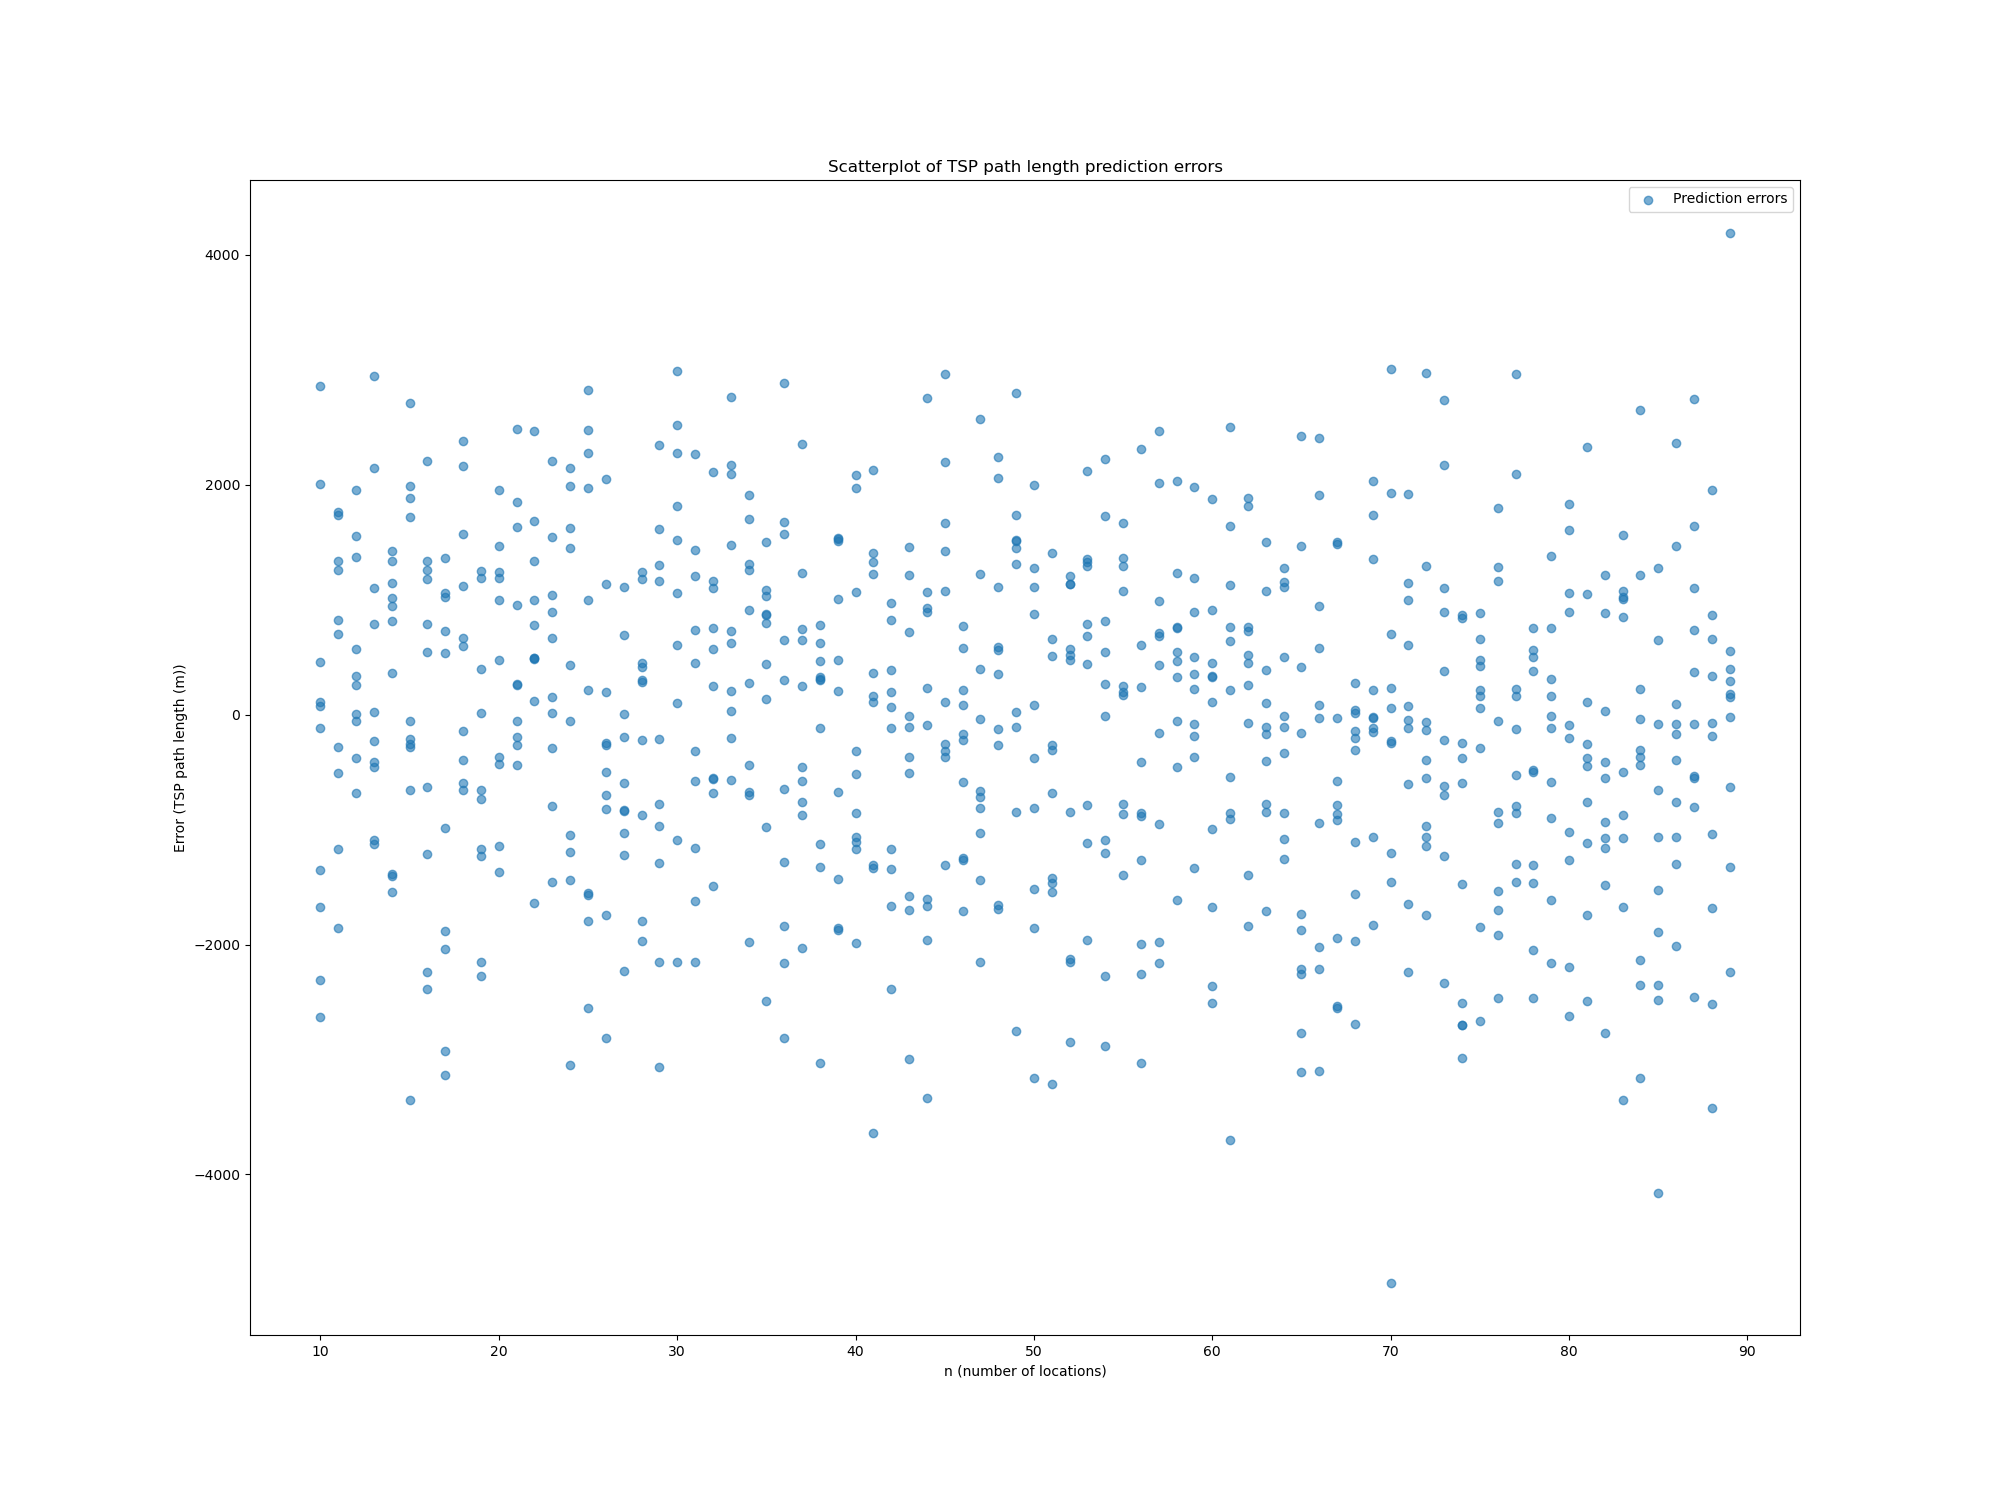 Scatterplot of TSP path length prediction errors
Prediction errors
4000
2000
0
−2000
−4000
Error (TSP path length (m))
10 20 30 40 50 60 70 80 90
n (number of locations)